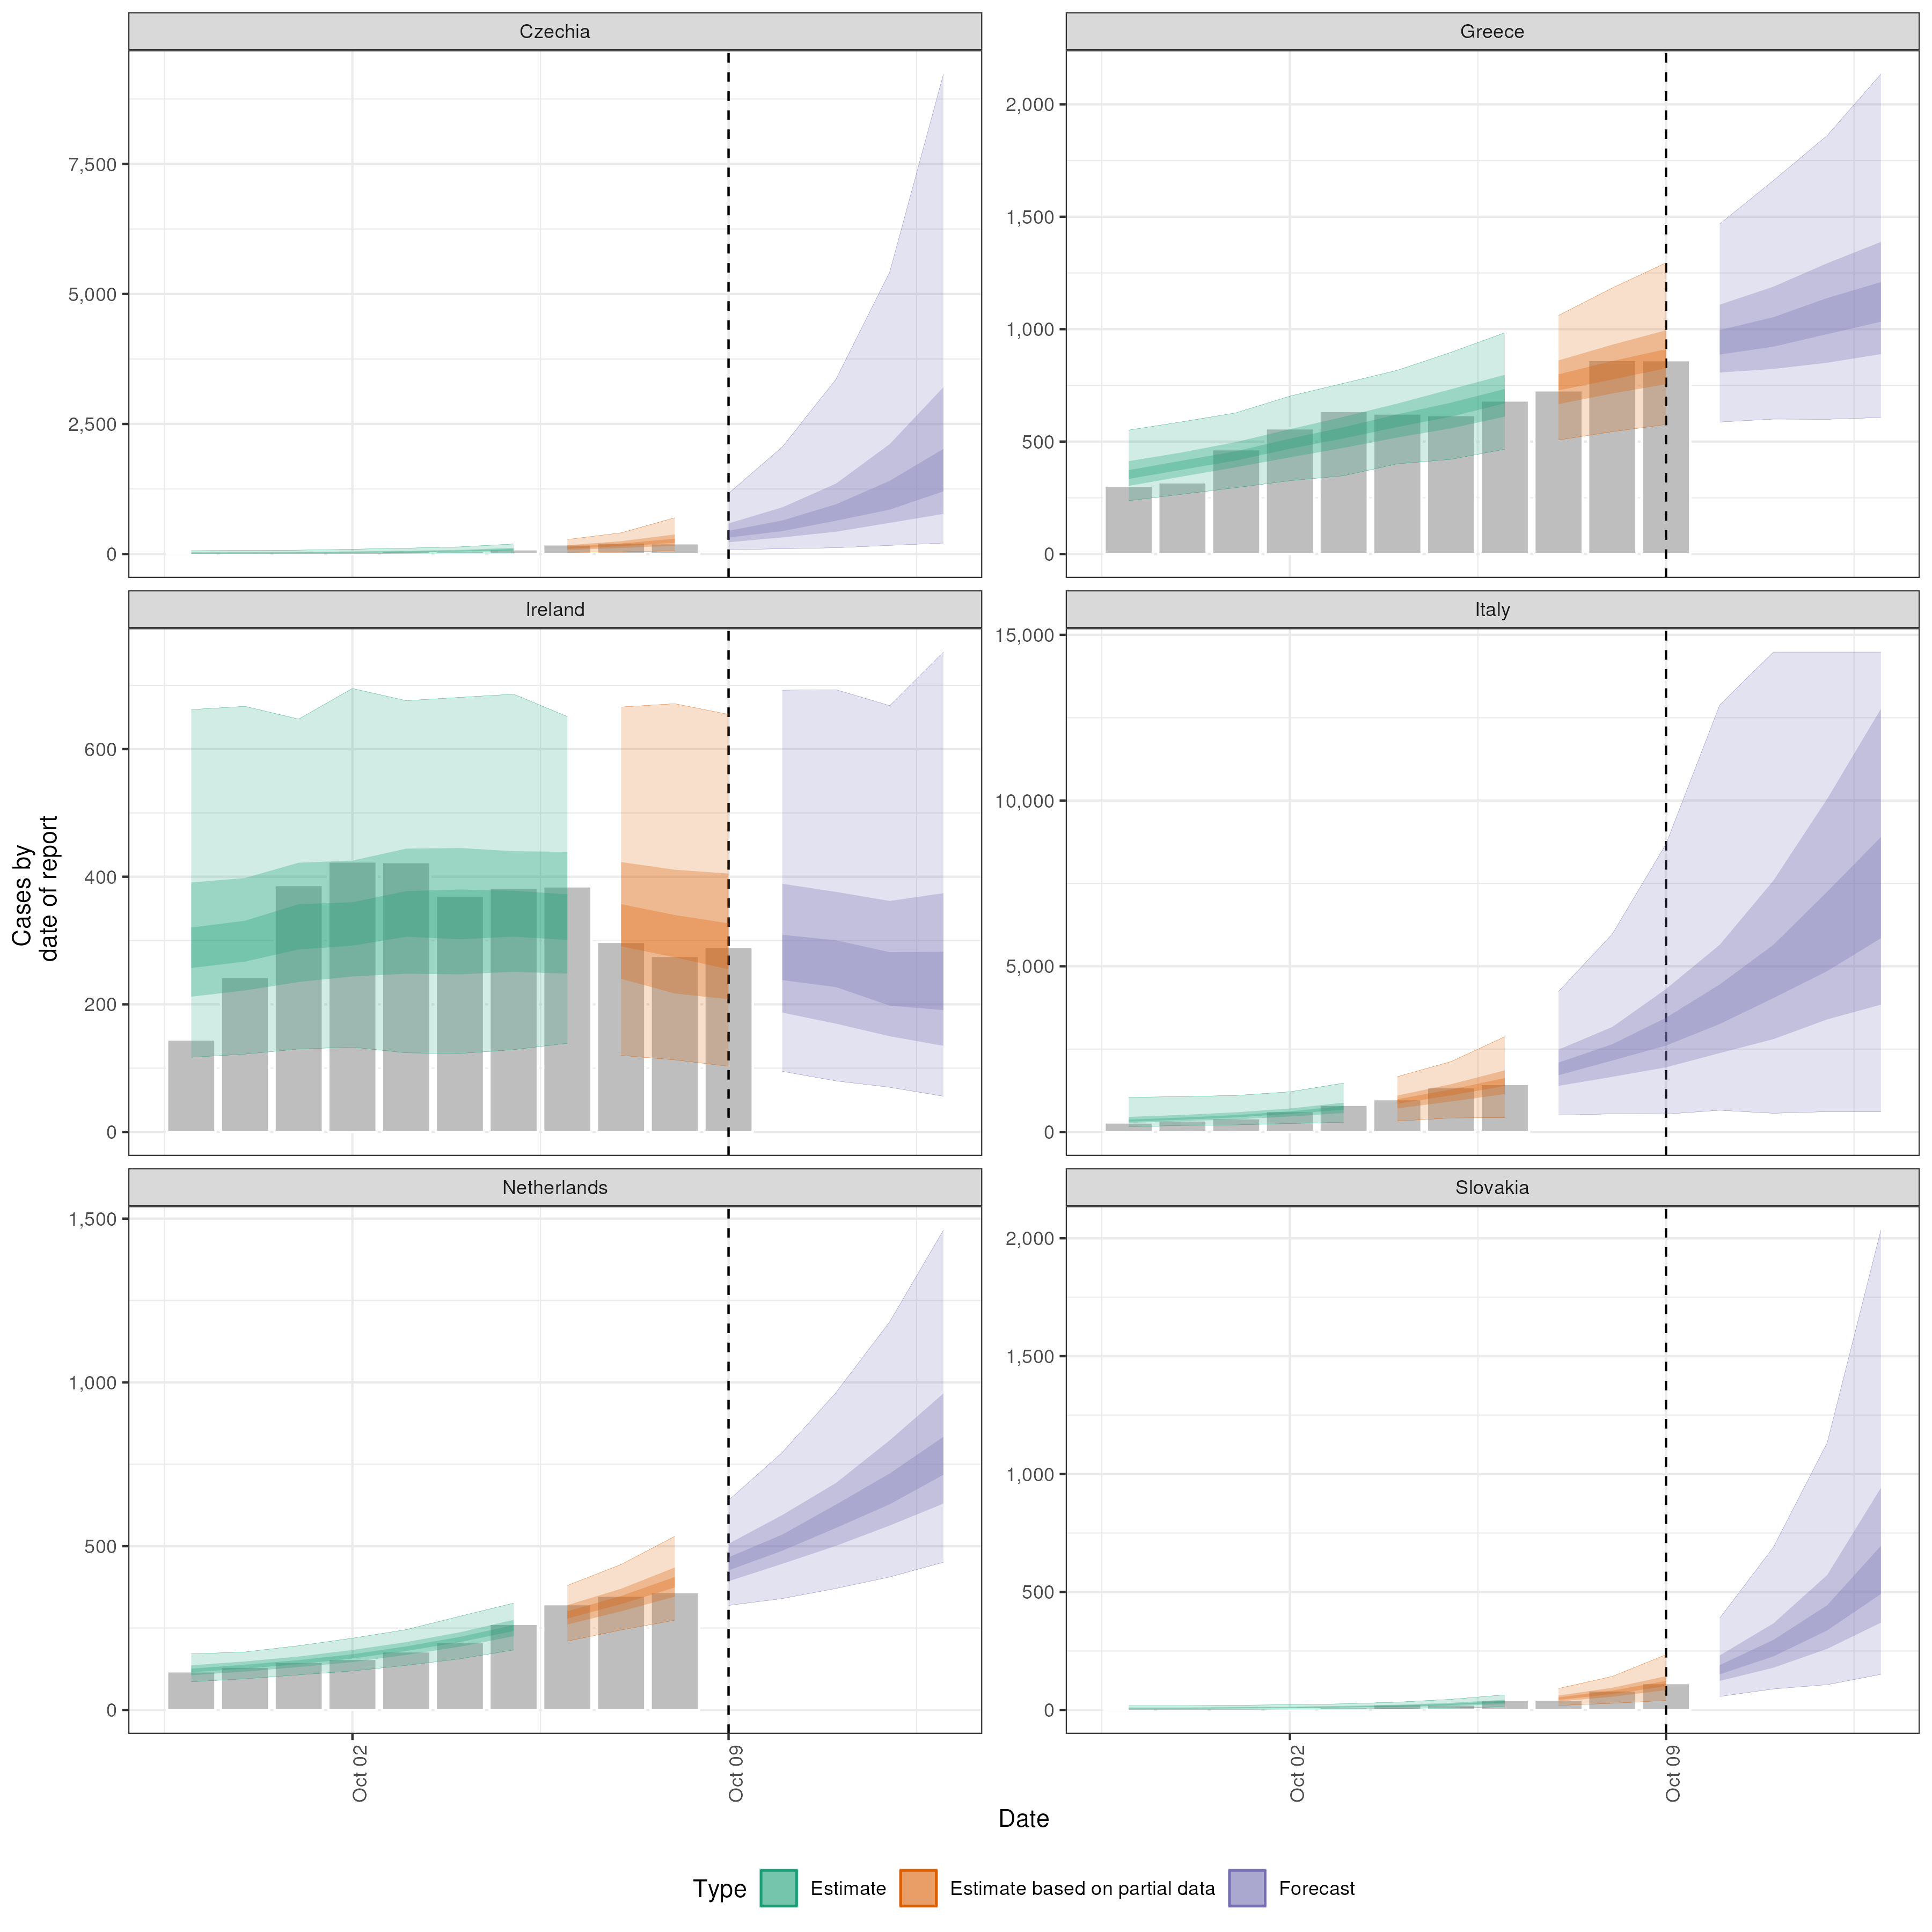 Czechia
Greece
7,500
5,000
2,500
0
2,000
1,500
1,000
500
0
Ireland
Italy
600
400
200
0
15,000
10,000
5,000
0
Netherlands
Slovakia
1,500
1,000
500
0
2,000
1,500
1,000
500
0
Cases by
date of report
Oct 02
Oct 09
Oct 02
Oct 09
Date
Type
Estimate
Estimate based on partial data
Forecast